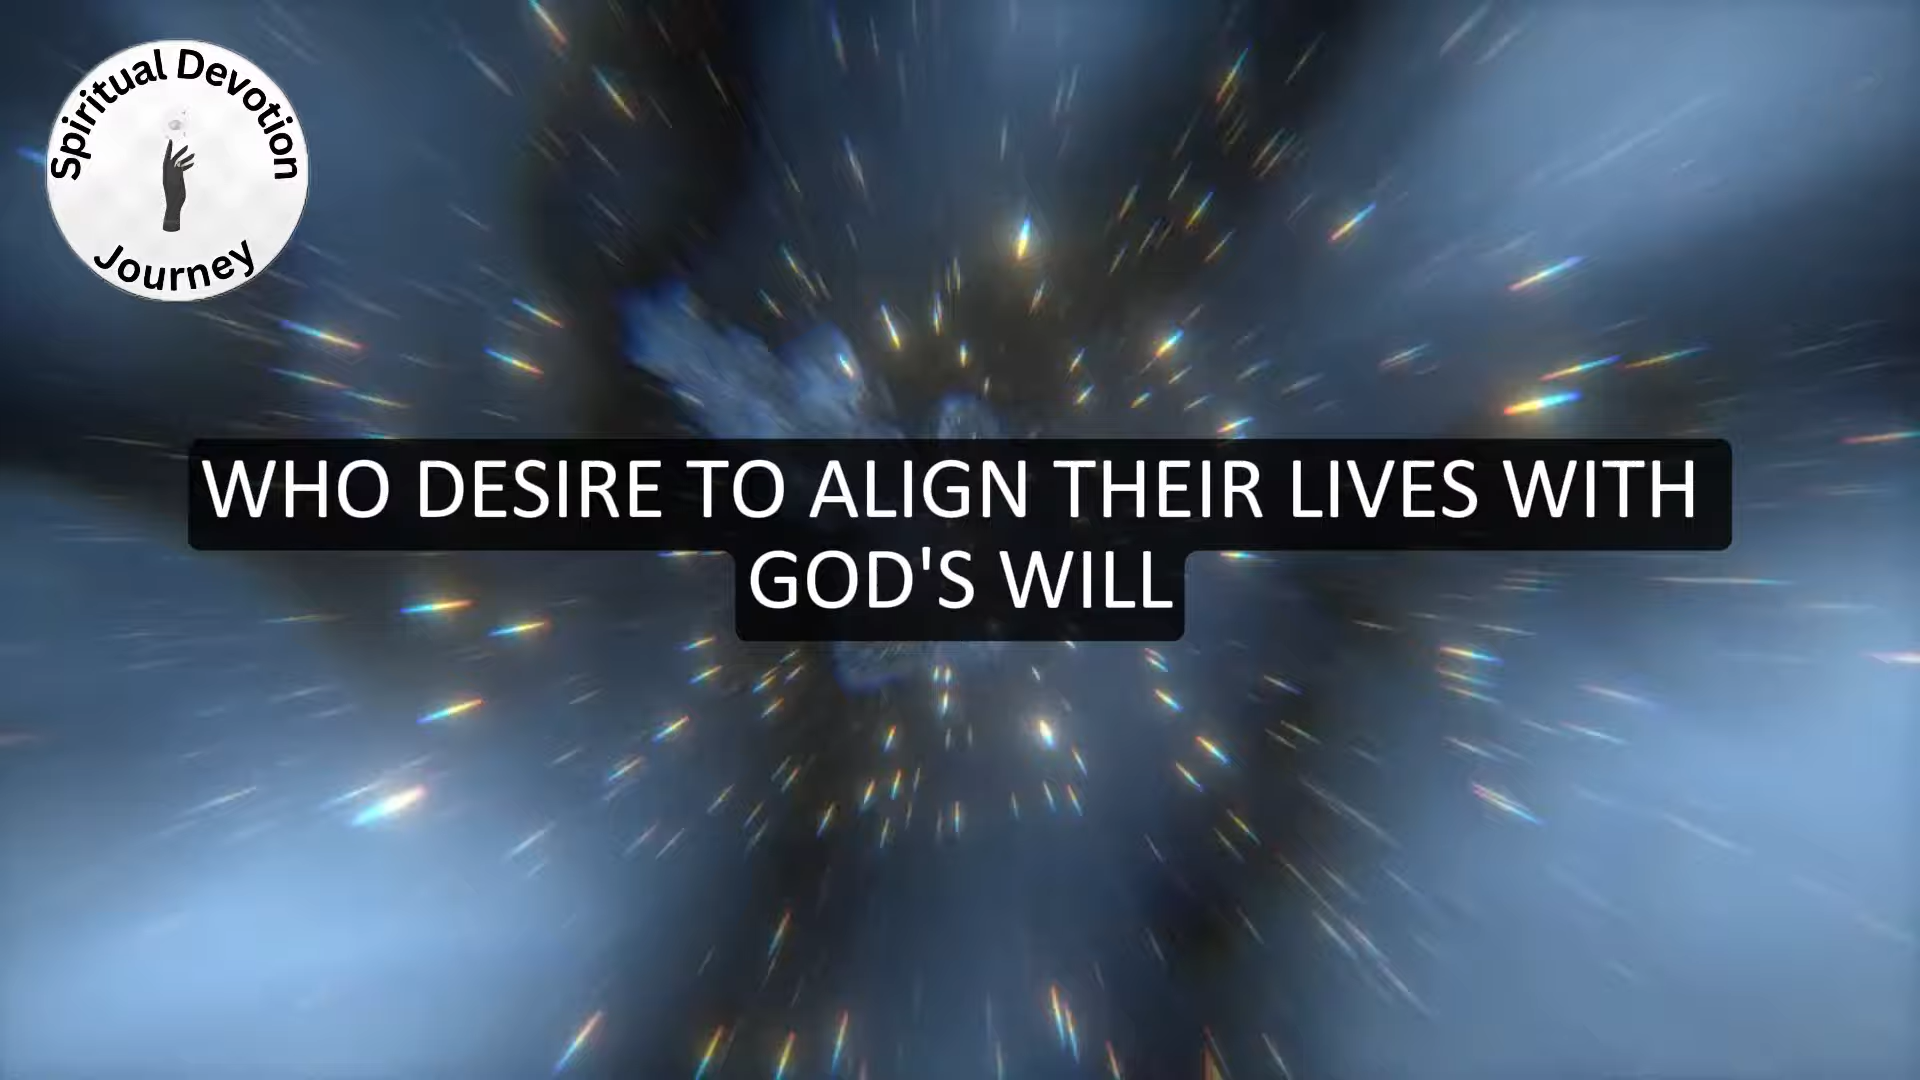 Spiritual Devotion
Journey
WHO DESIRE TO ALIGN THEIR LIVES WITH
GOD'S WILL